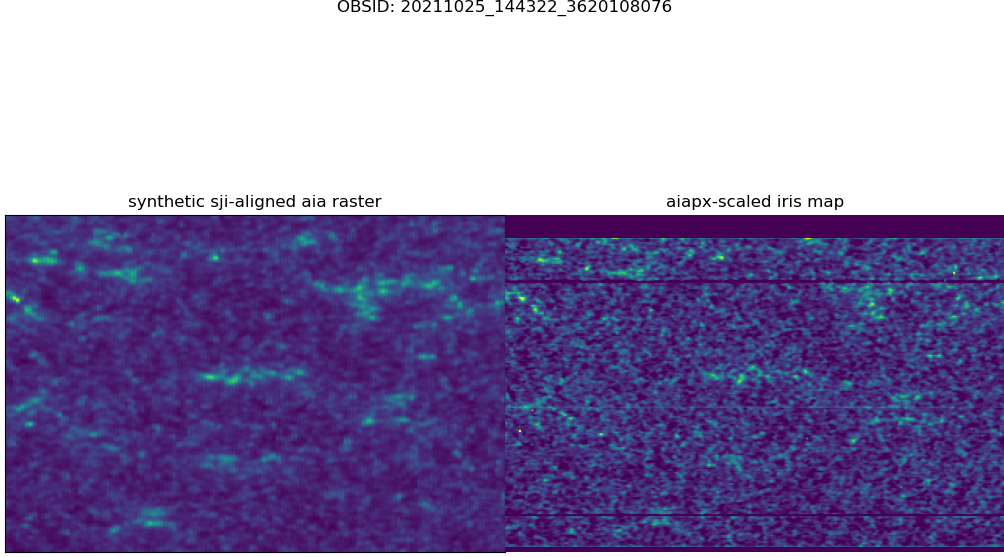 OBSID: 20211025_144322_3620108076
synthetic sji-aligned aia raster
aiapx-scaled iris map